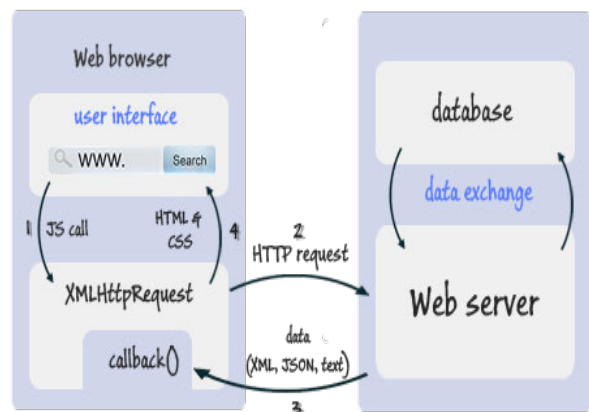 Web browser
user interface
WWW.
Search
1
JS call
HTML &
CSS
4
XMLHttpRequest
callback()
2
HTTP request
data
(XML, JSON, text)
3
database
data exchange
Web server